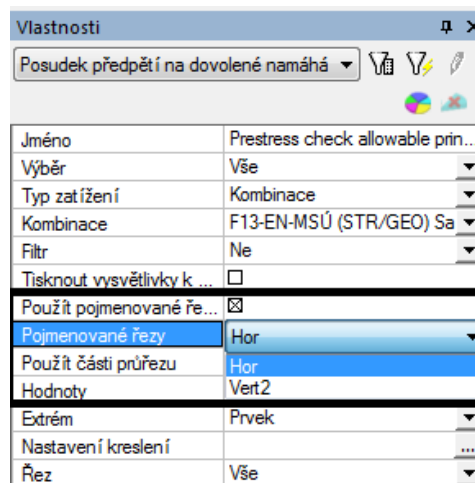 Vlastnosti
Posudek předpětí na dovolené namáhá
Jméno Prestress check allowable prin...
Výběr Vše
Typ zatížení Kombinace
Kombinace F13-EN-MSÚ (STR/GEO) Sa
Filtr Ne
Tisknout vysvětlivky k ...
Použít pojmenované ře...
Pojmenované řezy Hor
Použít části průřezu Hor
Hodnoty Vert2
Extrém Prvek
Nastavení kreslení ...
Řez Vše